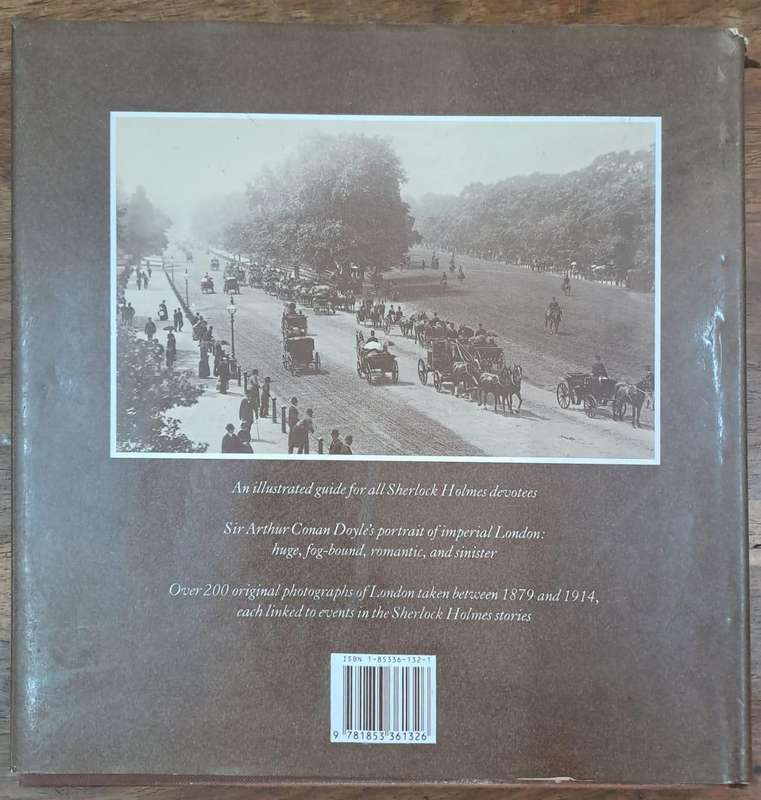 An illustrated guide for all Sherlock Holmes devotees
Sir Arthur Conan Doyle's portrait of imperial London:
huge, fog-bound, romantic, and sinister
Over 200 original photographs of London taken between 1879 and 1914,
each linked to events in the Sherlock Holmes stories
ISBN 1-85336-132-1
9 781853 361326